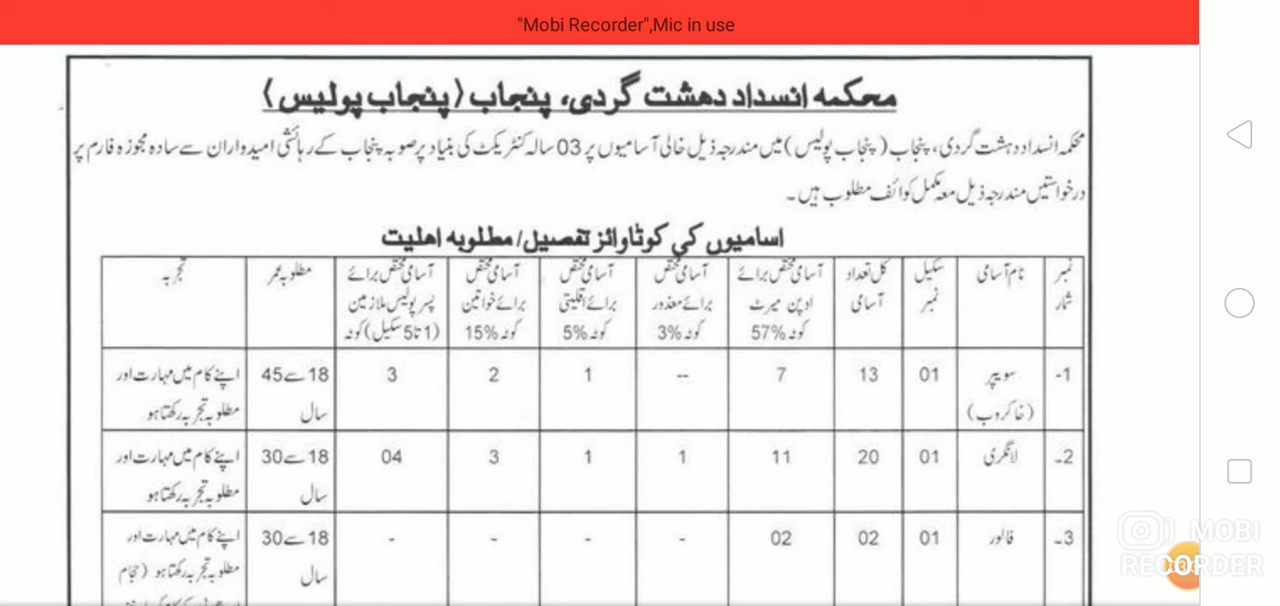 "Mobi Recorder",Mic in use
محکمہ انسداد دھشت گردی، پنجاب (پنجاب پولیس)
محکمہ انسداد دہشت گردی، پنجاب (پنجاب پولیس) میں مندرجہ ذیل خالی آسامیوں پر 03 سالہ کنٹریکٹ کی بنیاد پر صوبہ پنجاب کے رہائشی امیدواران سے سادہ مجوزہ فارم پر
درخواستیں مندرجہ ذیل معہ مکمل کوائف مطلوب ہیں۔
اسامیوں کی کوٹا وائز تفصیل/مطلوبہ اھلیت
نمبر شمار
نام آسامی
سکیل نمبر
کل تعداد آسامی
آسامی مختص برائے اوپن میرٹ کوٹہ 57%
آسامی مختص برائے معذور کوٹہ 3%
آسامی مختص برائے اقلیتی کوٹہ 5%
آسامی مختص برائے خواتین کوٹہ 15%
آسامی مختص برائے پسر پولیس ملازمین (1 تا 5 سکیل) کوٹہ
مطلوبہ عمر
تجربہ
1-
سویپر (خاکروب)
01
13
7
--
1
2
3
18 سے 45 سال
اپنے کام میں مہارت اور مطلوبہ تجربہ رکھتا ہو
2-
لانگری
01
20
11
1
1
3
04
18 سے 30 سال
اپنے کام میں مہارت اور مطلوبہ تجربہ رکھتا ہو
3-
فالور
01
02
02
-
-
-
-
18 سے 30 سال
اپنے کام میں مہارت اور مطلوبہ تجربہ رکھتا ہو (حجام
MOBI
RECORDER